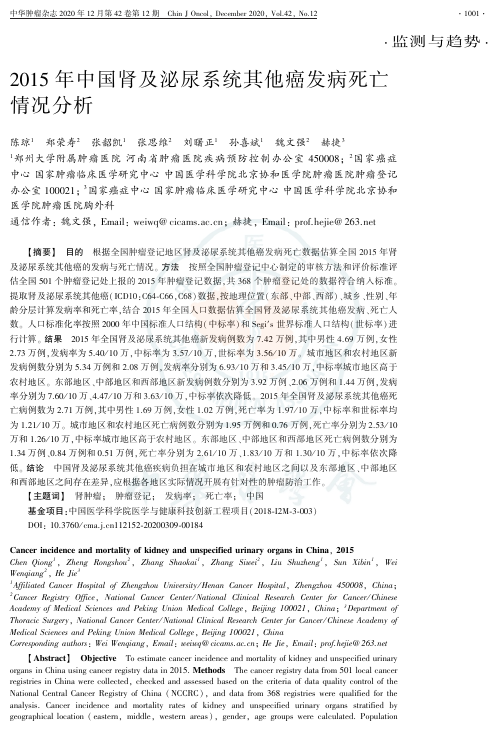 中华肿瘤杂志 2020 年 12 月第 42 卷第 12 期 Chin J Oncol, December 2020, Vol.42, No.12 · 1001 ·
·监测与趋势·
2015 年中国肾及泌尿系统其他癌发病死亡
情况分析
陈琼¹ 郑荣寿² 张韶凯¹ 张思维² 刘曙正¹ 孙喜斌¹ 魏文强² 赫捷³
¹郑州大学附属肿瘤医院 河南省肿瘤医院疾病预防控制办公室 450008; ²国家癌症
中心 国家肿瘤临床医学研究中心 中国医学科学院北京协和医学院肿瘤医院肿瘤登记
办公室 100021; ³国家癌症中心 国家肿瘤临床医学研究中心 中国医学科学院北京协和
医学院肿瘤医院胸外科
通信作者: 魏文强, Email: weiwq@cicams.ac.cn; 赫捷, Email: prof.hejie@263.net
【摘要】 目的 根据全国肿瘤登记地区肾及泌尿系统其他癌发病死亡数据估算全国 2015 年肾
及泌尿系统其他癌的发病与死亡情况。方法 按照全国肿瘤登记中心制定的审核方法和评价标准评
估全国 501 个肿瘤登记处上报的 2015 年肿瘤登记数据,共 368 个肿瘤登记处的数据符合纳入标准。
提取肾及泌尿系统其他癌(ICD10:C64-C66,C68)数据,按地理位置(东部、中部、西部)、城乡、性别、年
龄分层计算发病率和死亡率,结合 2015 年全国人口数据估算全国肾及泌尿系统其他癌发病、死亡人
数。人口标准化率按照 2000 年中国标准人口结构(中标率)和 Segi's 世界标准人口结构(世标率)进
行计算。结果 2015 年全国肾及泌尿系统其他癌新发病例数为 7.42 万例,其中男性 4.69 万例,女性
2.73 万例,发病率为 5.40/10 万,中标率为 3.57/10 万,世标率为 3.56/10 万。城市地区和农村地区新
发病例数分别为 5.34 万例和 2.08 万例,发病率分别为 6.93/10 万和 3.45/10 万,中标率城市地区高于
农村地区。东部地区、中部地区和西部地区新发病例数分别为 3.92 万例、2.06 万例和 1.44 万例,发病
率分别为 7.60/10 万、4.47/10 万和 3.63/10 万,中标率依次降低。2015 年全国肾及泌尿系统其他癌死
亡病例数为 2.71 万例,其中男性 1.69 万例,女性 1.02 万例,死亡率为 1.97/10 万,中标率和世标率均
为 1.21/10 万。城市地区和农村地区死亡病例数分别为 1.95 万例和 0.76 万例,死亡率分别为 2.53/10
万和 1.26/10 万,中标率城市地区高于农村地区。东部地区、中部地区和西部地区死亡病例数分别为
1.34 万例、0.84 万例和 0.51 万例,死亡率分别为 2.61/10 万、1.83/10 万和 1.30/10 万,中标率依次降
低。结论 中国肾及泌尿系统其他癌疾病负担在城市地区和农村地区之间以及东部地区、中部地区
和西部地区之间存在差异,应根据各地区实际情况开展有针对性的肿瘤防治工作。
【主题词】 肾肿瘤; 肿瘤登记; 发病率; 死亡率; 中国
基金项目:中国医学科学院医学与健康科技创新工程项目(2018-I2M-3-003)
DOI: 10.3760/cma.j.cn112152-20200309-00184
Cancer incidence and mortality of kidney and unspecified urinary organs in China, 2015
Chen Qiong¹, Zheng Rongshou², Zhang Shaokai¹, Zhang Siwei², Liu Shuzheng¹, Sun Xibin¹, Wei
Wenqiang², He Jie³
¹Affiliated Cancer Hospital of Zhengzhou University/Henan Cancer Hospital, Zhengzhou 450008, China;
²Cancer Registry Office, National Cancer Center/National Clinical Research Center for Cancer/Chinese
Academy of Medical Sciences and Peking Union Medical College, Beijing 100021, China; ³Department of
Thoracic Surgery, National Cancer Center/National Clinical Research Center for Cancer/Chinese Academy of
Medical Sciences and Peking Union Medical College, Beijing 100021, China
Corresponding authors: Wei Wenqiang, Email: weiwq@cicams.ac.cn; He Jie, Email: prof.hejie@263.net
【Abstract】 Objective To estimate cancer incidence and mortality of kidney and unspecified urinary
organs in China using cancer registry data in 2015. Methods The cancer registry data from 501 local cancer
registries in China were collected, checked and assessed based on the criteria of data quality control of the
National Central Cancer Registry of China (NCCRC), and data from 368 registries were qualified for the
analysis. Cancer incidence and mortality rates of kidney and unspecified urinary organs stratified by
geographical location (eastern, middle, western areas), gender, age groups were calculated. Population